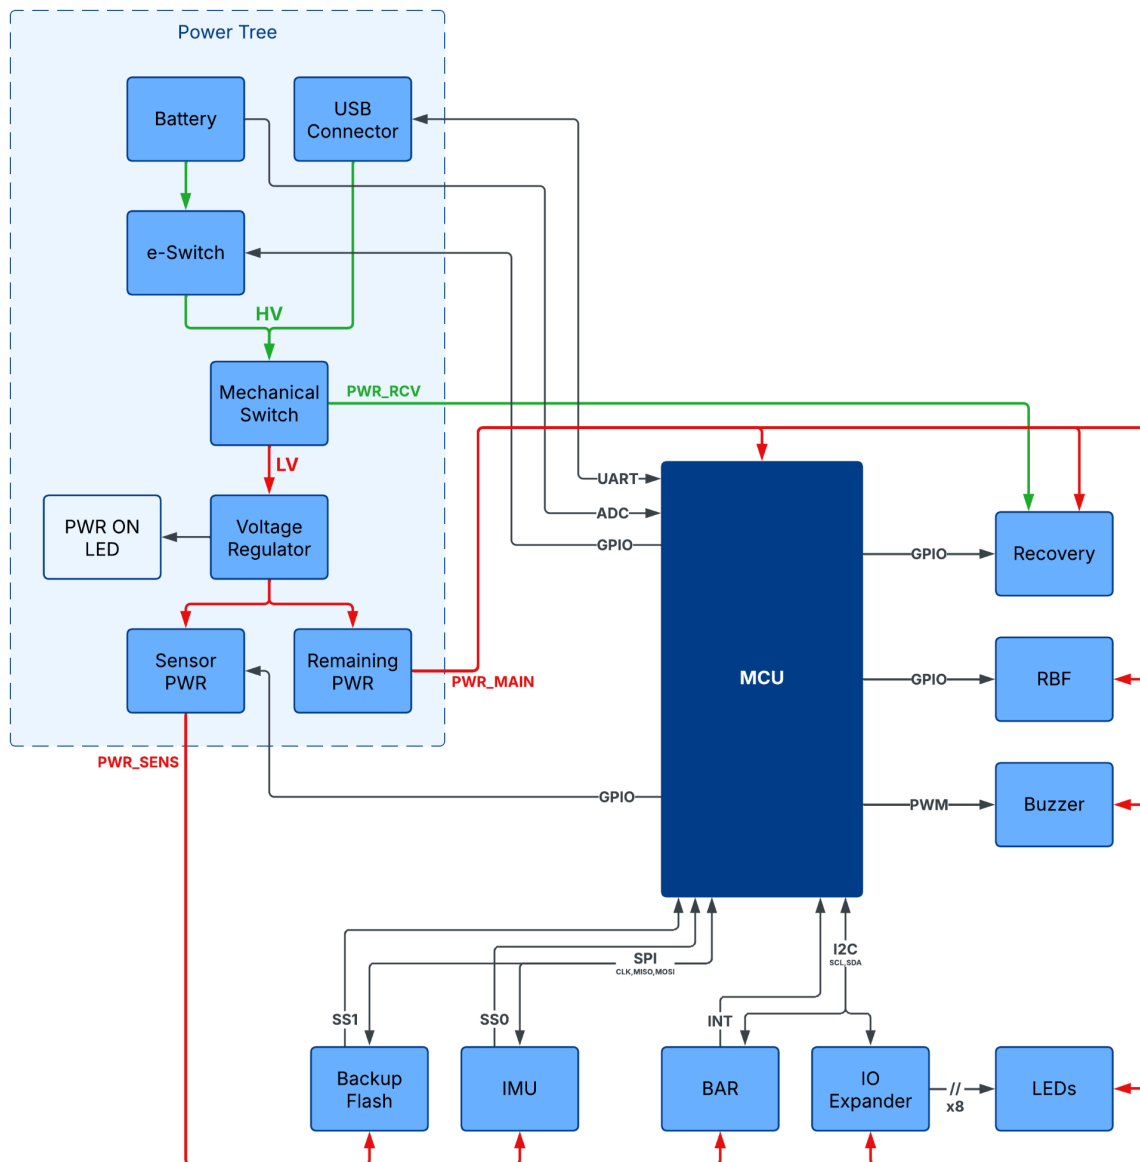 Power Tree
Battery
USB
Connector
e-Switch
HV
Mechanical
Switch
PWR_RCV
LV
UART
ADC
GPIO
PWR ON
LED
Voltage
Regulator
GPIO
Recovery
Sensor
PWR
Remaining
PWR
PWR_MAIN
MCU
GPIO
RBF
PWR_SENS
GPIO
PWM
Buzzer
SPI
CLK,MISO,MOSI
I2C
SCL,SDA
SS1
SS0
INT
Backup
Flash
IMU
BAR
IO
Expander
//
x8
LEDs